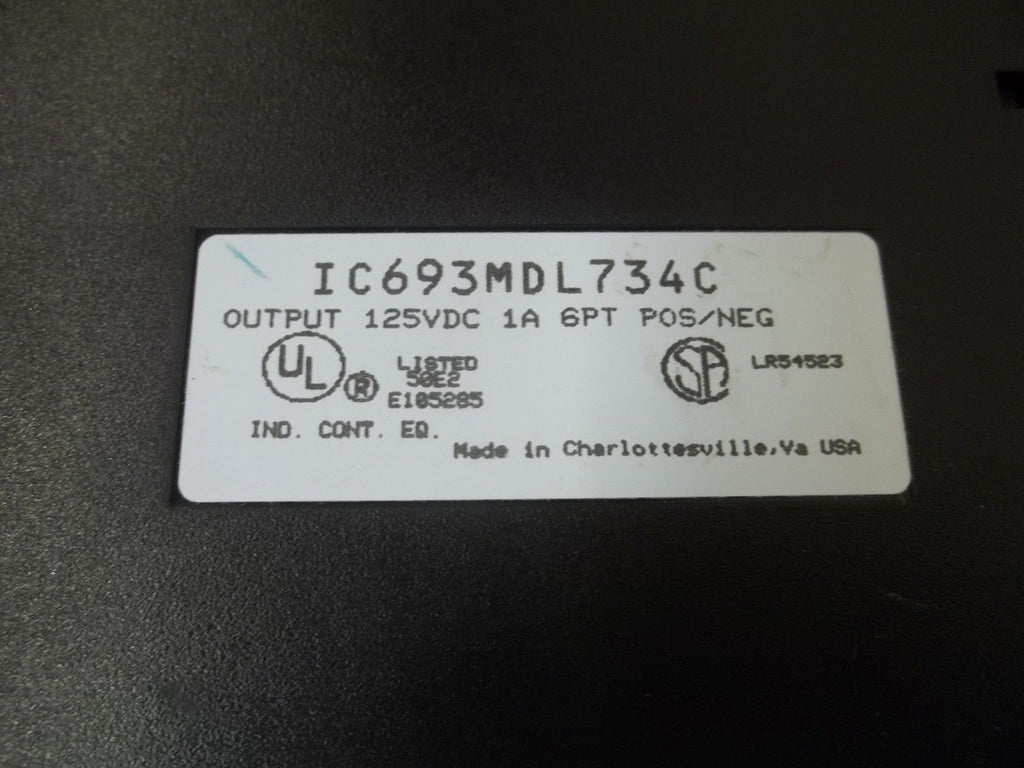 IC693MDL734C
OUTPUT 125VDC 1A 6PT POS/NEG
UL ® LISTED
50E2
E105285
SA LR54523
IND. CONT. EQ.
Made in Charlottesville,Va USA